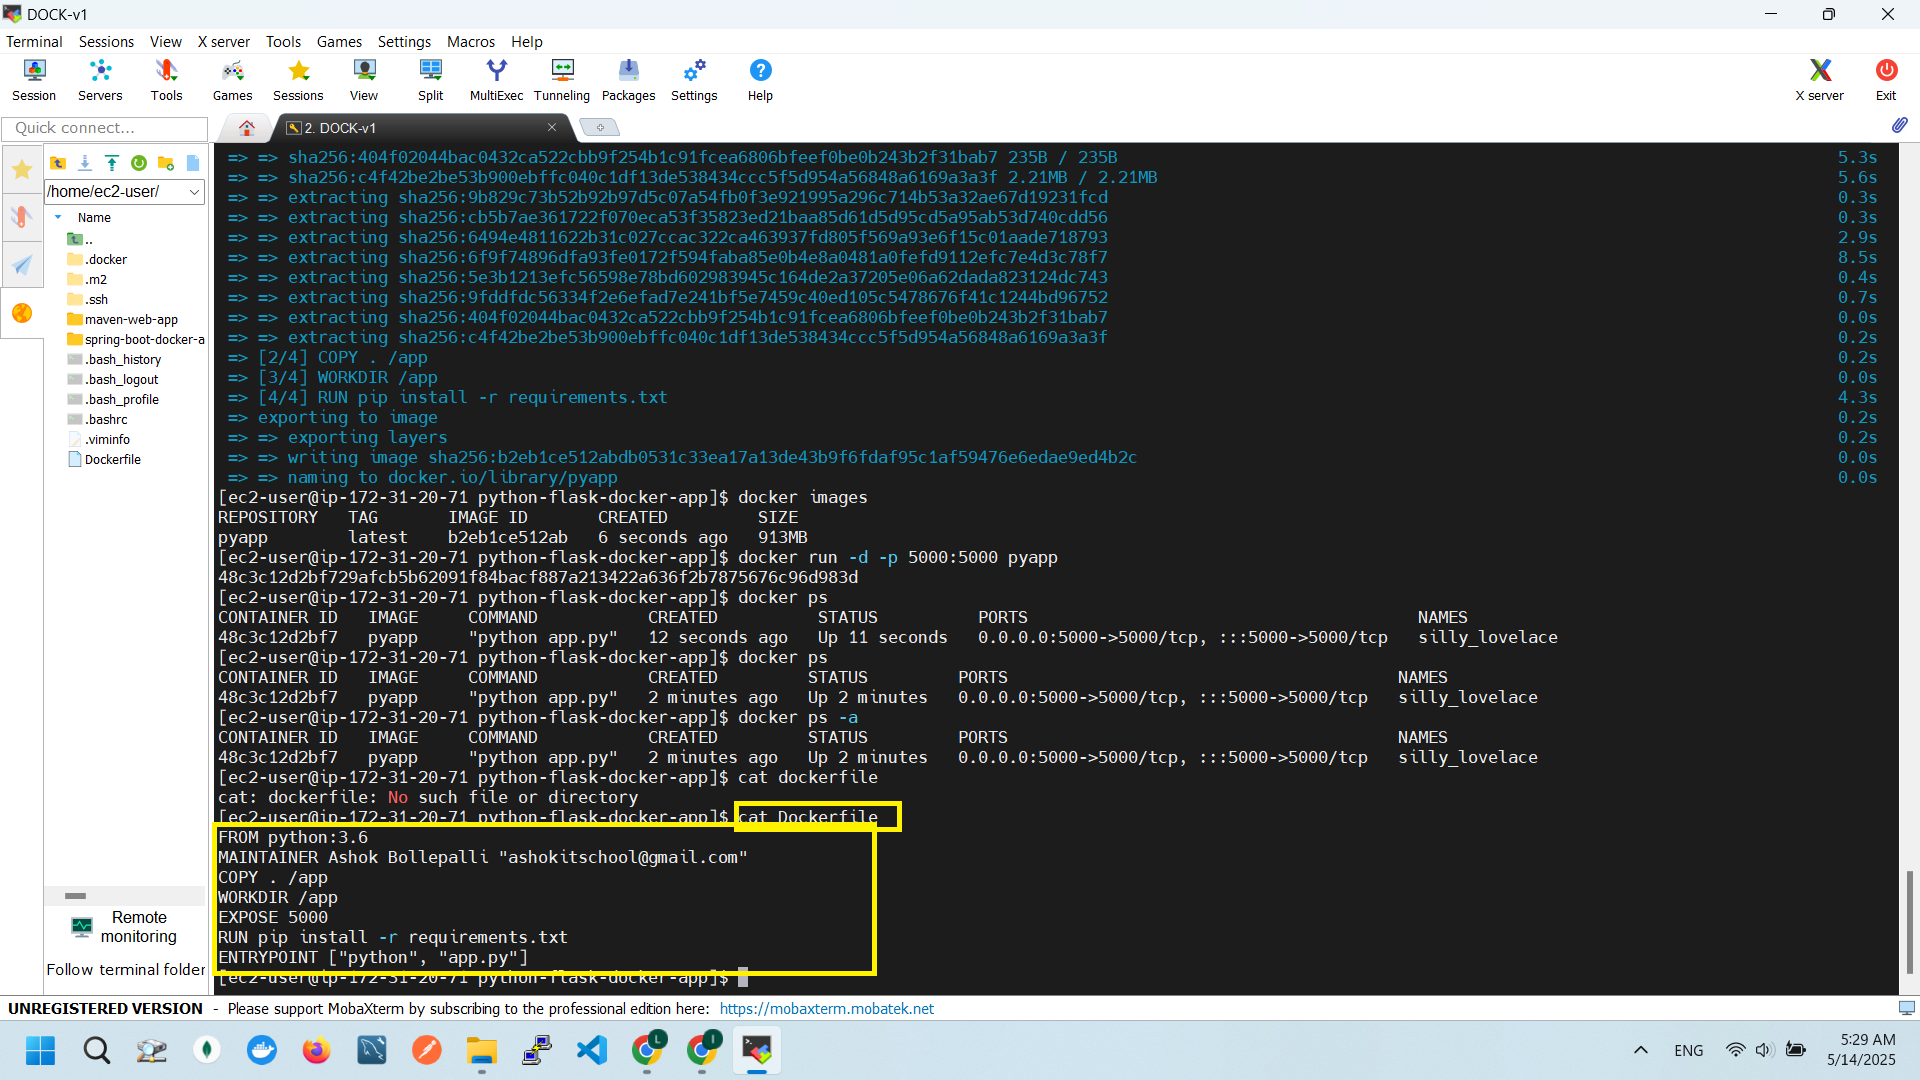 DOCK-v1
Terminal Sessions View X server Tools Games Settings Macros Help
Session Servers Tools Games Sessions View Split MultiExec Tunneling Packages Settings Help X server Exit
Quick connect...
2. DOCK-v1
/home/ec2-user/
Name
..
.docker
.m2
.ssh
maven-web-app
spring-boot-docker-a
.bash_history
.bash_logout
.bash_profile
.bashrc
.viminfo
Dockerfile
Remote
monitoring
Follow terminal folder
=> => sha256:404f02044bac0432ca522cbb9f254b1c91fcea6806bfeef0be0b243b2f31bab7 235B / 235B 5.3s
=> => sha256:c4f42be2be53b900ebffc040c1df13de538434ccc5f5d954a56848a6169a3a3f 2.21MB / 2.21MB 5.6s
=> => extracting sha256:9b829c73b52b92b97d5c07a54fb0f3e921995a296c714b53a32ae67d19231fcd 0.3s
=> => extracting sha256:cb5b7ae361722f070eca53f35823ed21baa85d61d5d95cd5a95ab53d740cdd56 0.3s
=> => extracting sha256:6494e4811622b31c027ccac322ca463937fd805f569a93e6f15c01aade718793 2.9s
=> => extracting sha256:6f9f74896dfa93fe0172f594faba85e0b4e8a0481a0fefd9112efc7e4d3c78f7 8.5s
=> => extracting sha256:5e3b1213efc56598e78bd602983945c164de2a37205e06a62dada823124dc743 0.4s
=> => extracting sha256:9fddfdc56334f2e6efad7e241bf5e7459c40ed105c5478676f41c1244bd96752 0.7s
=> => extracting sha256:404f02044bac0432ca522cbb9f254b1c91fcea6806bfeef0be0b243b2f31bab7 0.0s
=> => extracting sha256:c4f42be2be53b900ebffc040c1df13de538434ccc5f5d954a56848a6169a3a3f 0.2s
=> [2/4] COPY . /app 0.2s
=> [3/4] WORKDIR /app 0.0s
=> [4/4] RUN pip install -r requirements.txt 4.3s
=> exporting to image 0.2s
=> => exporting layers 0.2s
=> => writing image sha256:b2eb1ce512abdb0531c33ea17a13de43b9f6fdaf95c1af59476e6edae9ed4b2c 0.0s
=> => naming to docker.io/library/pyapp 0.0s
[ec2-user@ip-172-31-20-71 python-flask-docker-app]$ docker images
REPOSITORY TAG IMAGE ID CREATED SIZE
pyapp latest b2eb1ce512ab 6 seconds ago 913MB
[ec2-user@ip-172-31-20-71 python-flask-docker-app]$ docker run -d -p 5000:5000 pyapp
48c3c12d2bf729afcb5b62091f84bacf887a213422a636f2b7875676c96d983d
[ec2-user@ip-172-31-20-71 python-flask-docker-app]$ docker ps
CONTAINER ID IMAGE COMMAND CREATED STATUS PORTS NAMES
48c3c12d2bf7 pyapp "python app.py" 12 seconds ago Up 11 seconds 0.0.0.0:5000->5000/tcp, :::5000->5000/tcp silly_lovelace
[ec2-user@ip-172-31-20-71 python-flask-docker-app]$ docker ps
CONTAINER ID IMAGE COMMAND CREATED STATUS PORTS NAMES
48c3c12d2bf7 pyapp "python app.py" 2 minutes ago Up 2 minutes 0.0.0.0:5000->5000/tcp, :::5000->5000/tcp silly_lovelace
[ec2-user@ip-172-31-20-71 python-flask-docker-app]$ docker ps -a
CONTAINER ID IMAGE COMMAND CREATED STATUS PORTS NAMES
48c3c12d2bf7 pyapp "python app.py" 2 minutes ago Up 2 minutes 0.0.0.0:5000->5000/tcp, :::5000->5000/tcp silly_lovelace
[ec2-user@ip-172-31-20-71 python-flask-docker-app]$ cat dockerfile
cat: dockerfile: No such file or directory
[ec2-user@ip-172-31-20-71 python-flask-docker-app]$ cat Dockerfile
FROM python:3.6
MAINTAINER Ashok Bollepalli "ashokitschool@gmail.com"
COPY . /app
WORKDIR /app
EXPOSE 5000
RUN pip install -r requirements.txt
ENTRYPOINT ["python", "app.py"]
[ec2-user@ip-172-31-20-71 python-flask-docker-app]$
UNREGISTERED VERSION - Please support MobaXterm by subscribing to the professional edition here: https://mobaxterm.mobatek.net
L I
ENG
5:29 AM
5/14/2025